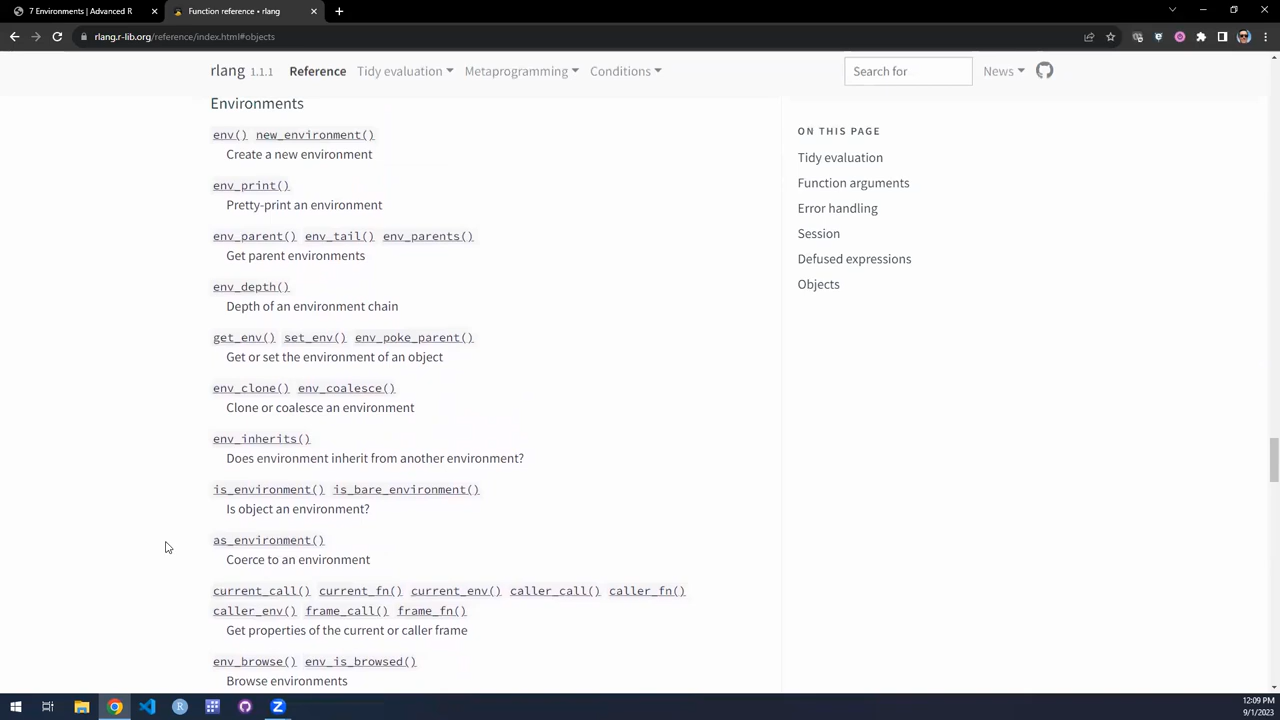 7 Environments | Advanced R
Function reference • rlang
rlang.r-lib.org/reference/index.html#objects
rlang 1.1.1 Reference Tidy evaluation Metaprogramming Conditions Search for News
Environments
env() new_environment()
Create a new environment
env_print()
Pretty-print an environment
env_parent() env_tail() env_parents()
Get parent environments
env_depth()
Depth of an environment chain
get_env() set_env() env_poke_parent()
Get or set the environment of an object
env_clone() env_coalesce()
Clone or coalesce an environment
env_inherits()
Does environment inherit from another environment?
is_environment() is_bare_environment()
Is object an environment?
as_environment()
Coerce to an environment
current_call() current_fn() current_env() caller_call() caller_fn()
caller_env() frame_call() frame_fn()
Get properties of the current or caller frame
env_browse() env_is_browsed()
Browse environments
ON THIS PAGE
Tidy evaluation
Function arguments
Error handling
Session
Defused expressions
Objects
12:09 PM
9/1/2023